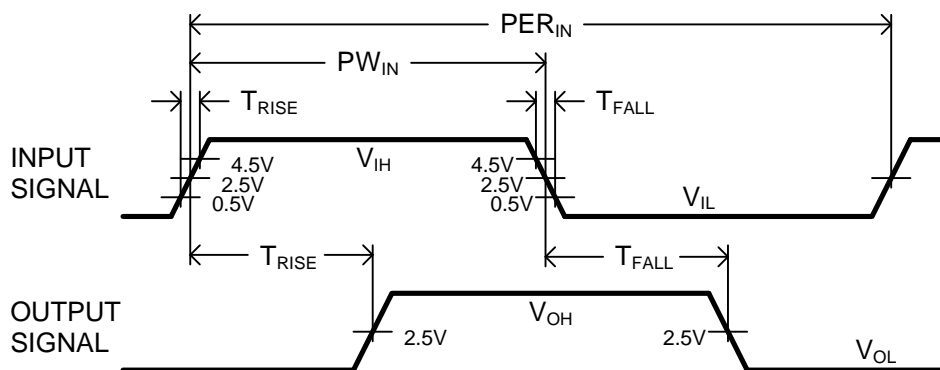 PER_IN
PW_IN
T_RISE T_FALL
INPUT SIGNAL
4.5V V_IH 4.5V
2.5V 2.5V
0.5V 0.5V V_IL
T_RISE T_FALL
OUTPUT SIGNAL
V_OH
2.5V 2.5V
V_OL